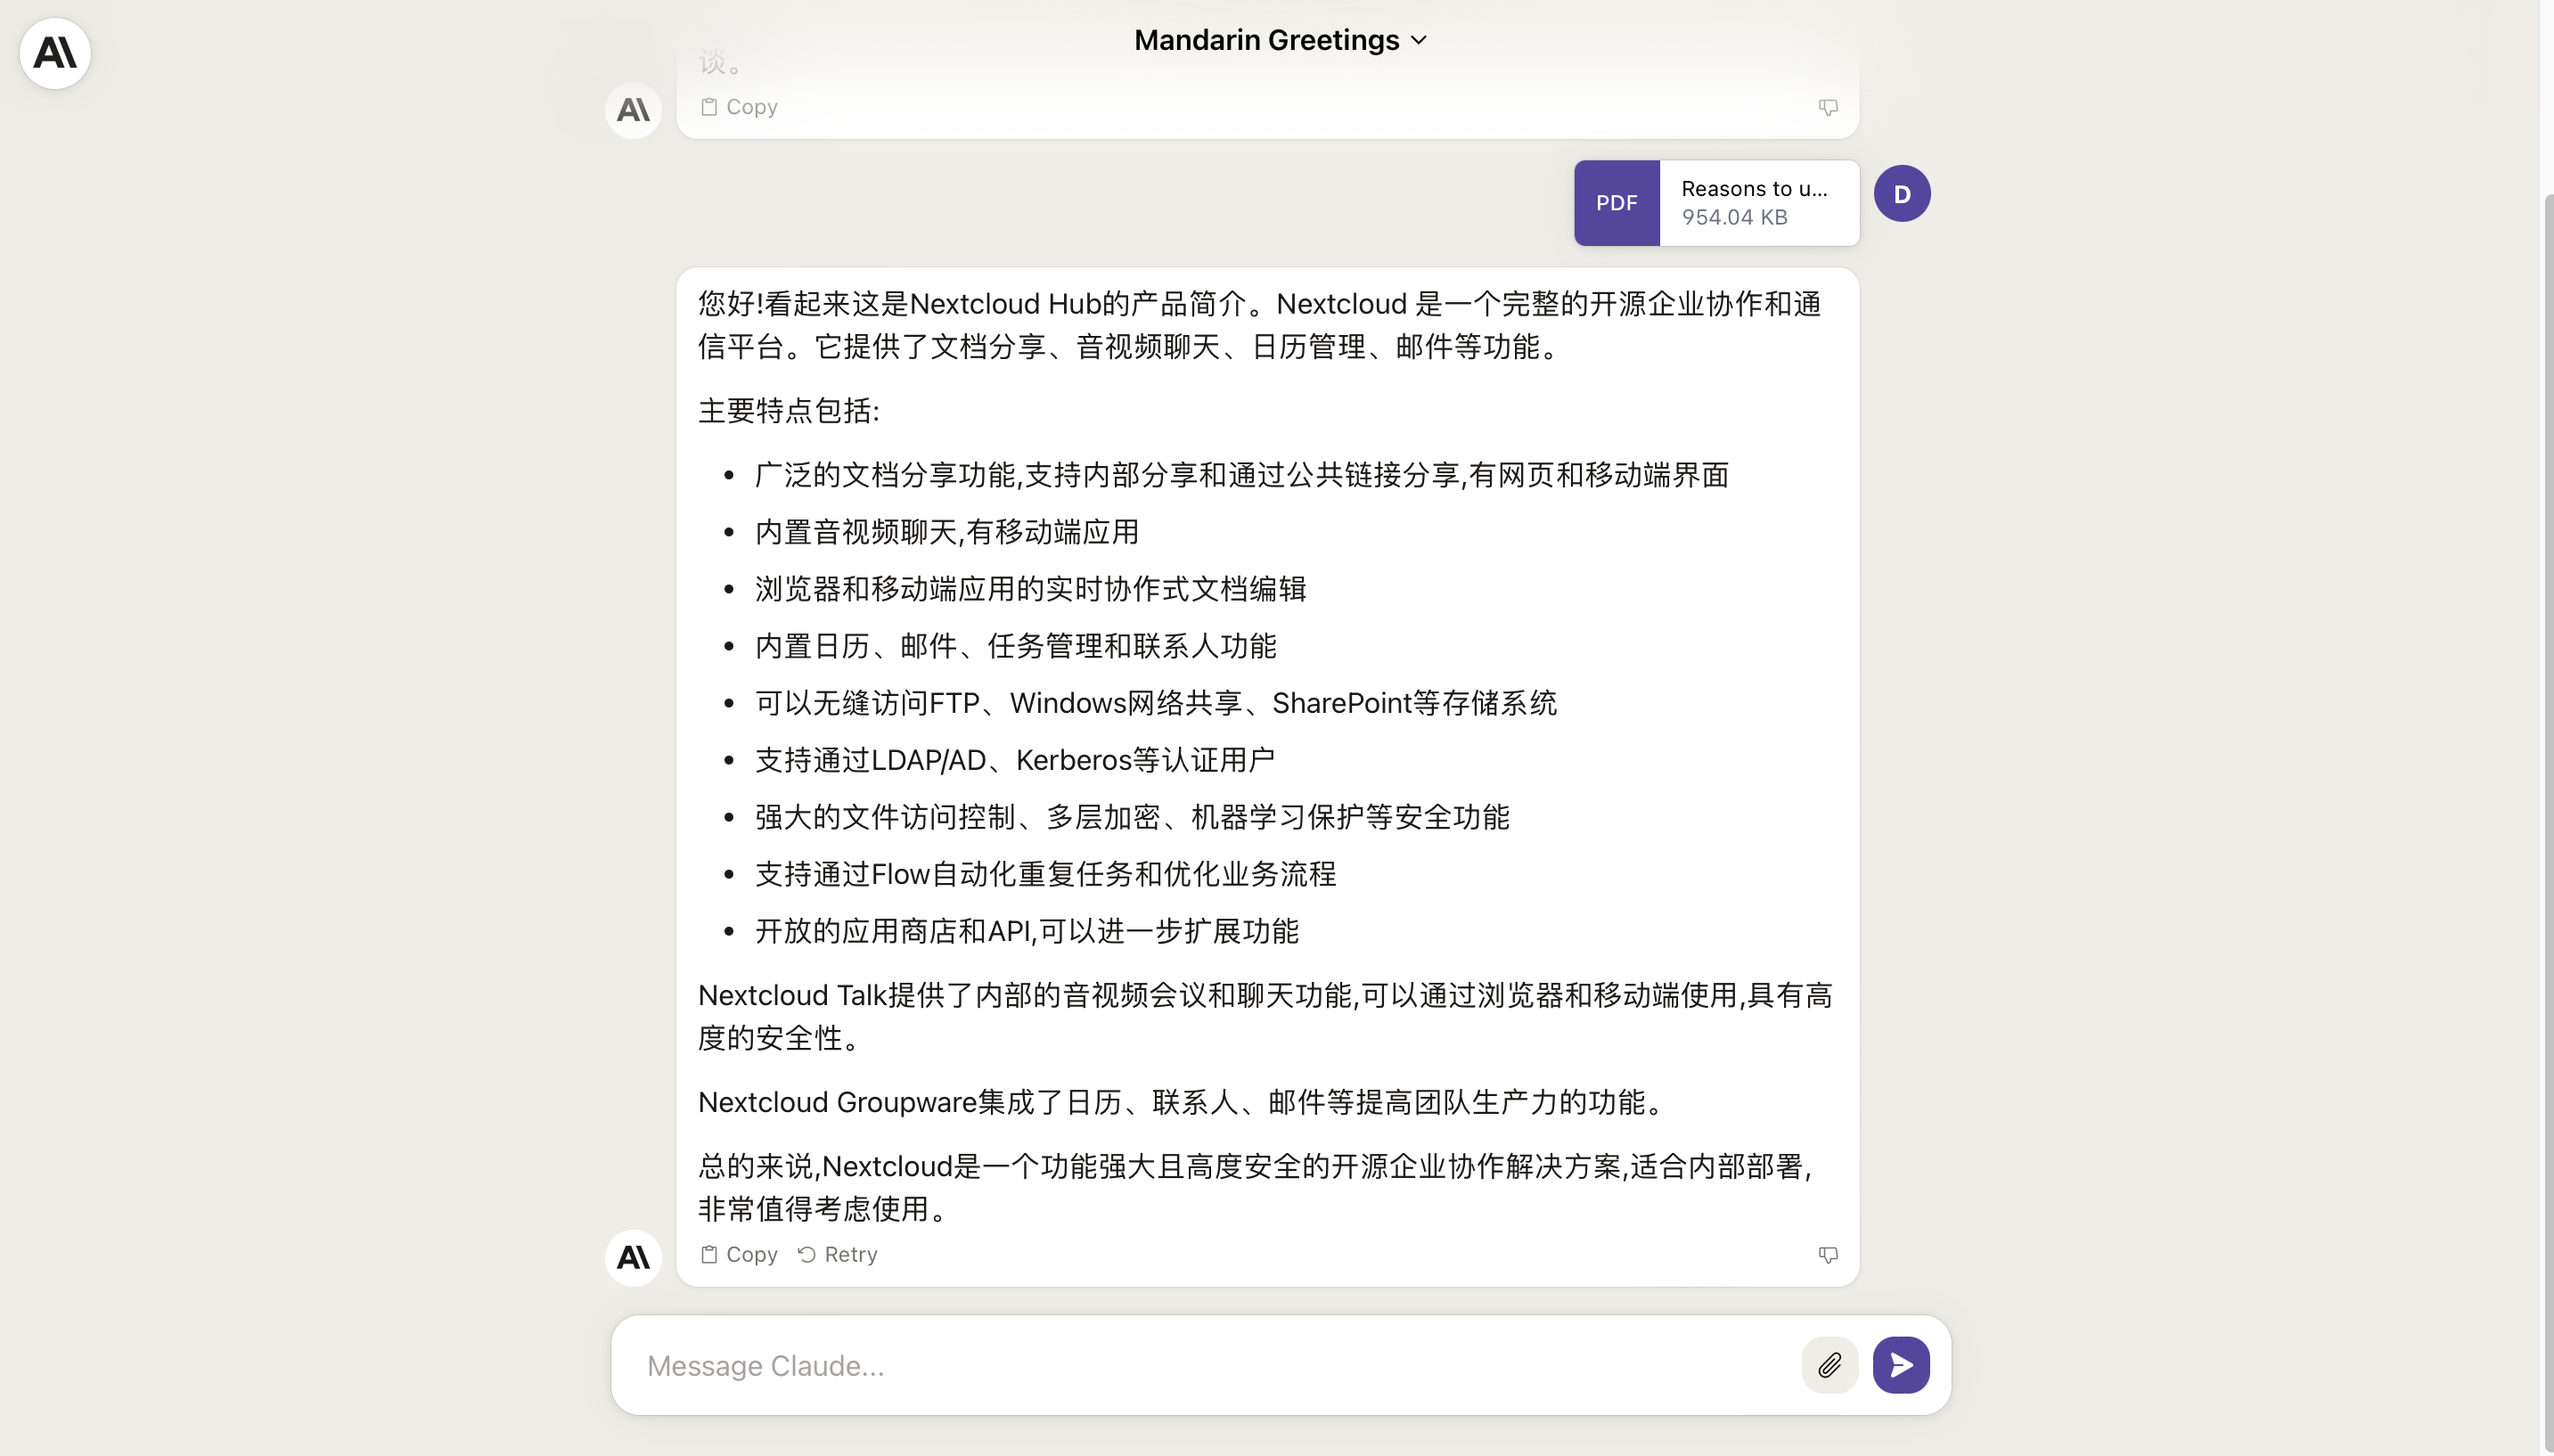 Mandarin Greetings
谈。
Copy
PDF
Reasons to u...
954.04 KB
D
您好!看起来这是Nextcloud Hub的产品简介。Nextcloud 是一个完整的开源企业协作和通
信平台。它提供了文档分享、音视频聊天、日历管理、邮件等功能。
主要特点包括:
• 广泛的文档分享功能,支持内部分享和通过公共链接分享,有网页和移动端界面
• 内置音视频聊天,有移动端应用
• 浏览器和移动端应用的实时协作式文档编辑
• 内置日历、邮件、任务管理和联系人功能
• 可以无缝访问FTP、Windows网络共享、SharePoint等存储系统
• 支持通过LDAP/AD、Kerberos等认证用户
• 强大的文件访问控制、多层加密、机器学习保护等安全功能
• 支持通过Flow自动化重复任务和优化业务流程
• 开放的应用商店和API,可以进一步扩展功能
Nextcloud Talk提供了内部的音视频会议和聊天功能,可以通过浏览器和移动端使用,具有高
度的安全性。
Nextcloud Groupware集成了日历、联系人、邮件等提高团队生产力的功能。
总的来说,Nextcloud是一个功能强大且高度安全的开源企业协作解决方案,适合内部部署,
非常值得考虑使用。
Copy Retry
Message Claude...